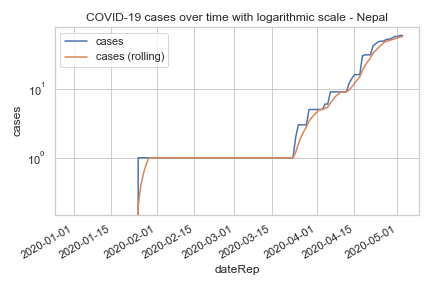 COVID-19 cases over time with logarithmic scale - Nepal
cases
cases (rolling)
10¹
10⁰
cases
2020-01-01
2020-01-15
2020-02-01
2020-02-15
2020-03-01
2020-03-15
2020-04-01
2020-04-15
2020-05-01
dateRep